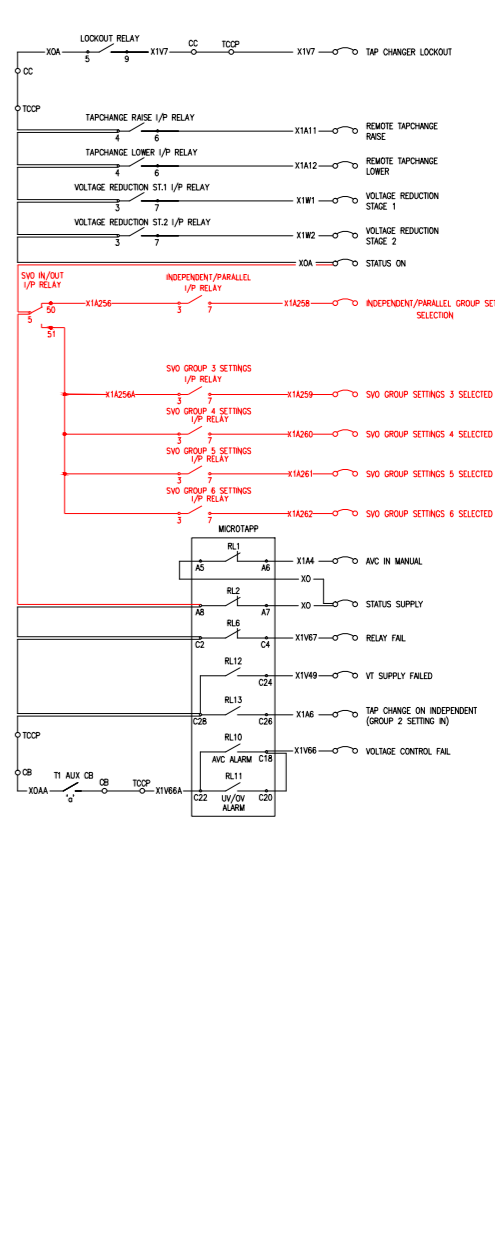 LOCKOUT RELAY
X0A 5 9 X1V7 CC TCCP X1V7 TAP CHANGER LOCKOUT
CC
TCCP
TAPCHANGE RAISE I/P RELAY
4 6 X1A11 REMOTE TAPCHANGE
RAISE
TAPCHANGE LOWER I/P RELAY
4 6 X1A12 REMOTE TAPCHANGE
LOWER
VOLTAGE REDUCTION ST.1 I/P RELAY
3 7 X1W1 VOLTAGE REDUCTION
STAGE 1
VOLTAGE REDUCTION ST.2 I/P RELAY
3 7 X1W2 VOLTAGE REDUCTION
STAGE 2
X0A STATUS ON
SVO IN/OUT
I/P RELAY
INDEPENDENT/PARALLEL
I/P RELAY
5 50 X1A256 3 7 X1A258 INDEPENDENT/PARALLEL GROUP SET
SELECTION
51
SVO GROUP 3 SETTINGS
I/P RELAY
X1A256A 3 7 X1A259 SVO GROUP SETTINGS 3 SELECTED
SVO GROUP 4 SETTINGS
I/P RELAY
3 7 X1A260 SVO GROUP SETTINGS 4 SELECTED
SVO GROUP 5 SETTINGS
I/P RELAY
3 7 X1A261 SVO GROUP SETTINGS 5 SELECTED
SVO GROUP 6 SETTINGS
I/P RELAY
3 7 X1A262 SVO GROUP SETTINGS 6 SELECTED
MICROTAPP
RL1
A5 A6 X1A4 AVC IN MANUAL
X0
RL2
A8 A7 X0 STATUS SUPPLY
RL6
C2 C4 X1V67 RELAY FAIL
RL12
C24 X1V49 VT SUPPLY FAILED
RL13
C28 C26 X1A6 TAP CHANGE ON INDEPENDENT
(GROUP 2 SETTING IN)
TCCP
RL10
AVC ALARM C18 X1V66 VOLTAGE CONTROL FAIL
CB
X0AA T1 AUX CB 'a' CB TCCP X1V66A C22 RL11 C20
UV/OV
ALARM